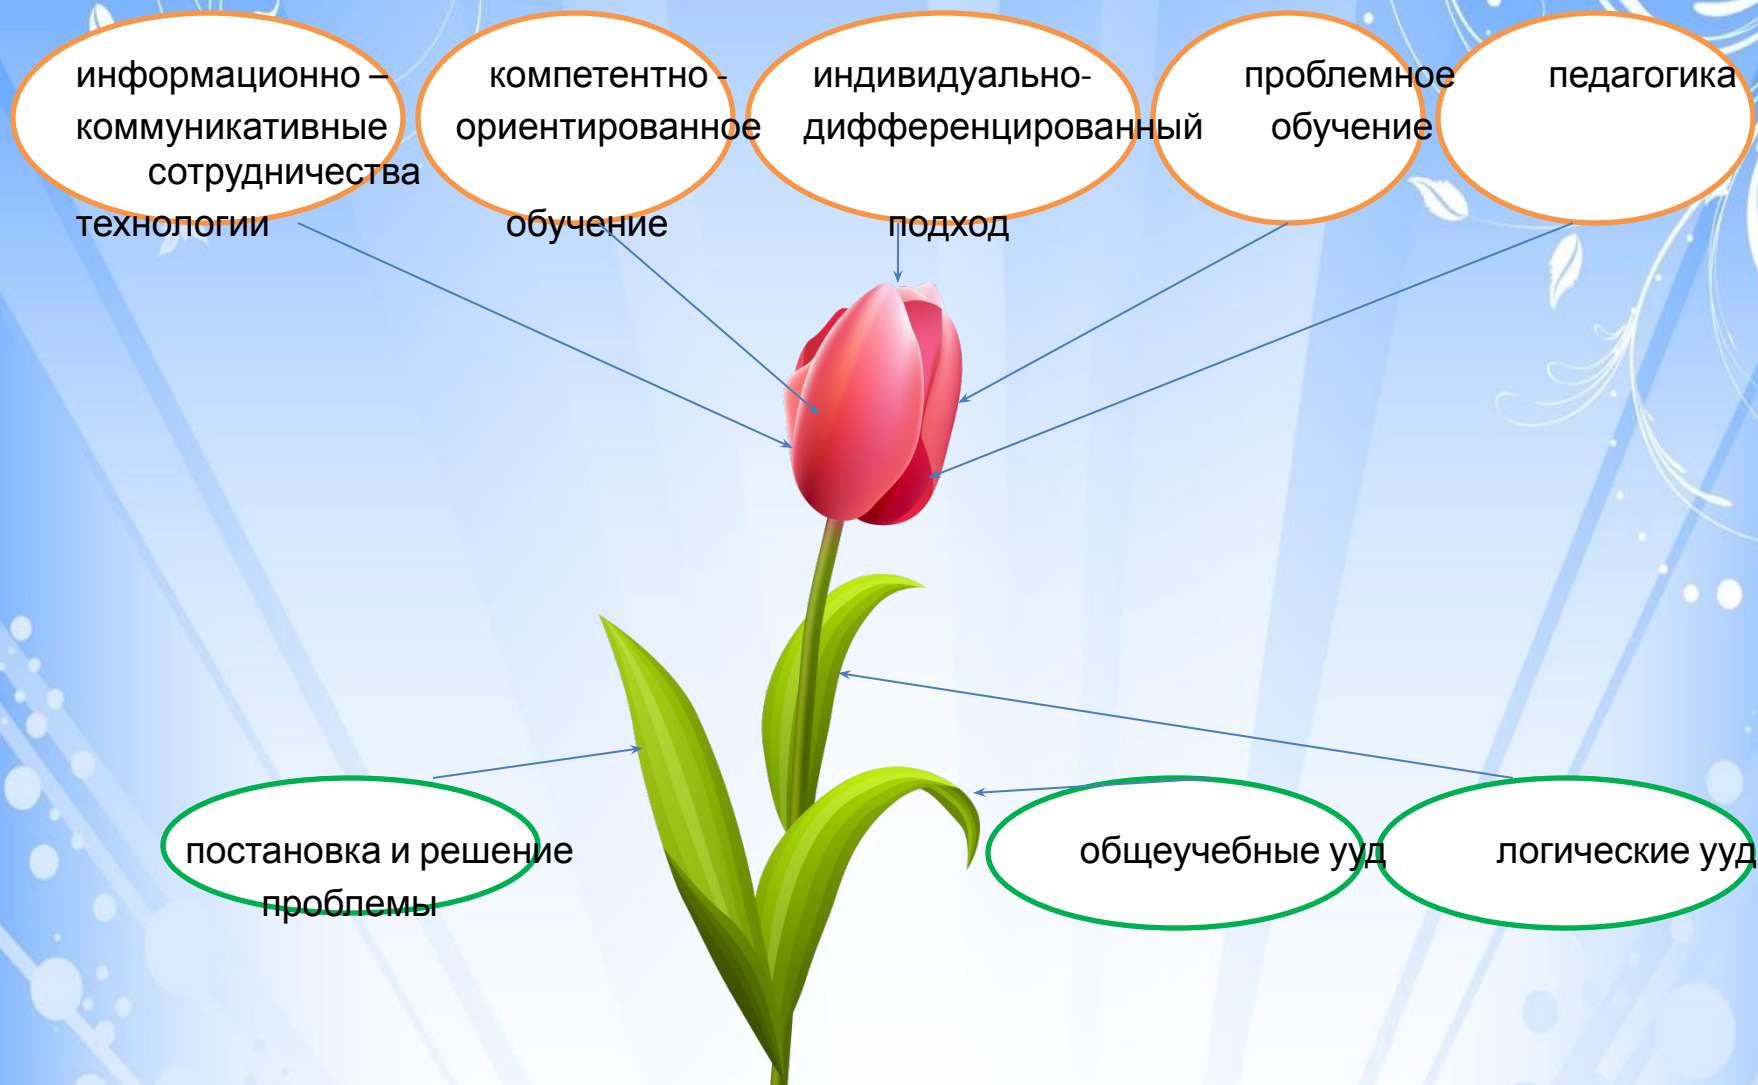 информационно – компетентно - индивидуально- проблемное педагогика
коммуникативные ориентированное дифференцированный обучение
сотрудничества
технологии обучение подход
постановка и решение общеучебные ууд логические ууд
проблемы